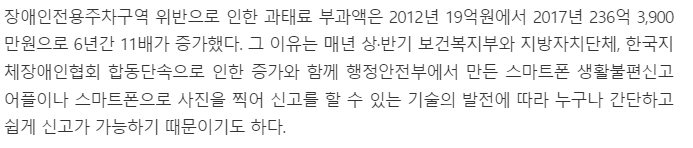 장애인전용주차구역 위반으로 인한 과태료 부과액은 2012년 19억원에서 2017년 236억 3,900
만원으로 6년간 11배가 증가했다. 그 이유는 매년 상·반기 보건복지부와 지방자치단체, 한국지
체장애인협회 합동단속으로 인한 증가와 함께 행정안전부에서 만든 스마트폰 생활불편신고
어플이나 스마트폰으로 사진을 찍어 신고를 할 수 있는 기술의 발전에 따라 누구나 간단하고
쉽게 신고가 가능하기 때문이기도 하다.